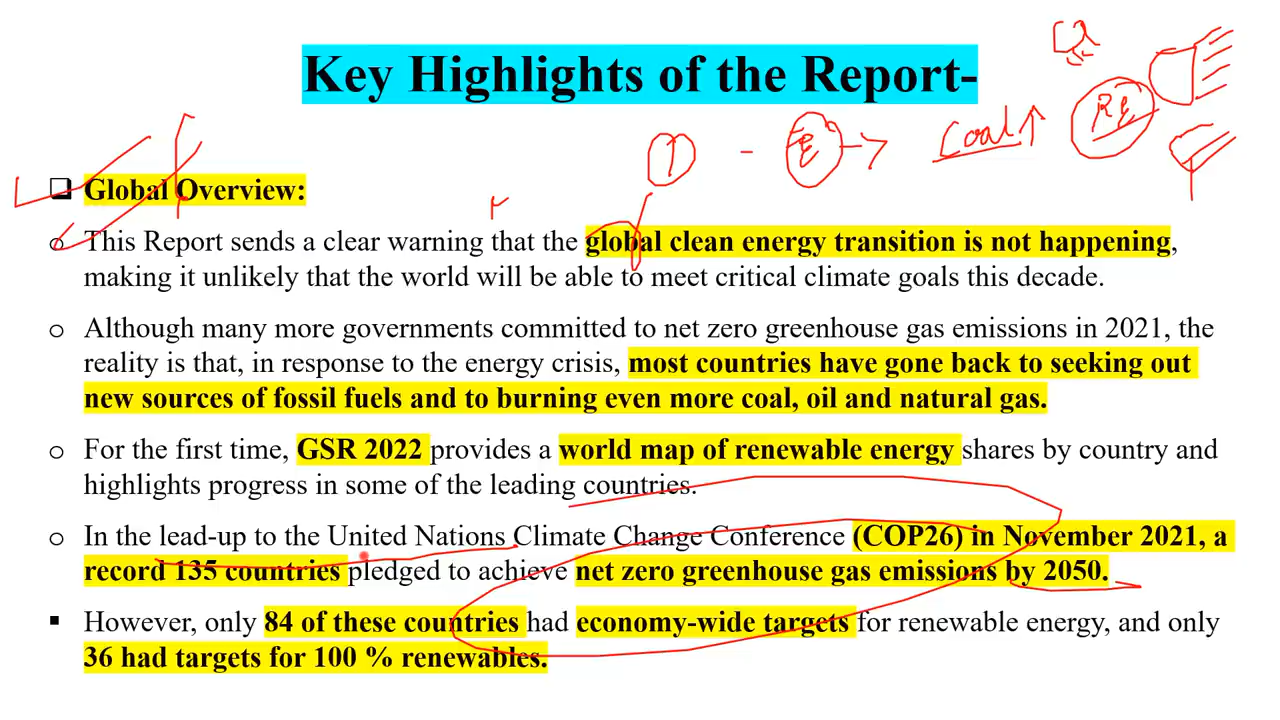 Key Highlights of the Report-
Coal↑
RE
1 - E →
❑ Global Overview:
o This Report sends a clear warning that the global clean energy transition is not happening,
making it unlikely that the world will be able to meet critical climate goals this decade.
o Although many more governments committed to net zero greenhouse gas emissions in 2021, the
reality is that, in response to the energy crisis, most countries have gone back to seeking out
new sources of fossil fuels and to burning even more coal, oil and natural gas.
o For the first time, GSR 2022 provides a world map of renewable energy shares by country and
highlights progress in some of the leading countries.
o In the lead-up to the United Nations Climate Change Conference (COP26) in November 2021, a
record 135 countries pledged to achieve net zero greenhouse gas emissions by 2050.
▪ However, only 84 of these countries had economy-wide targets for renewable energy, and only
36 had targets for 100 % renewables.